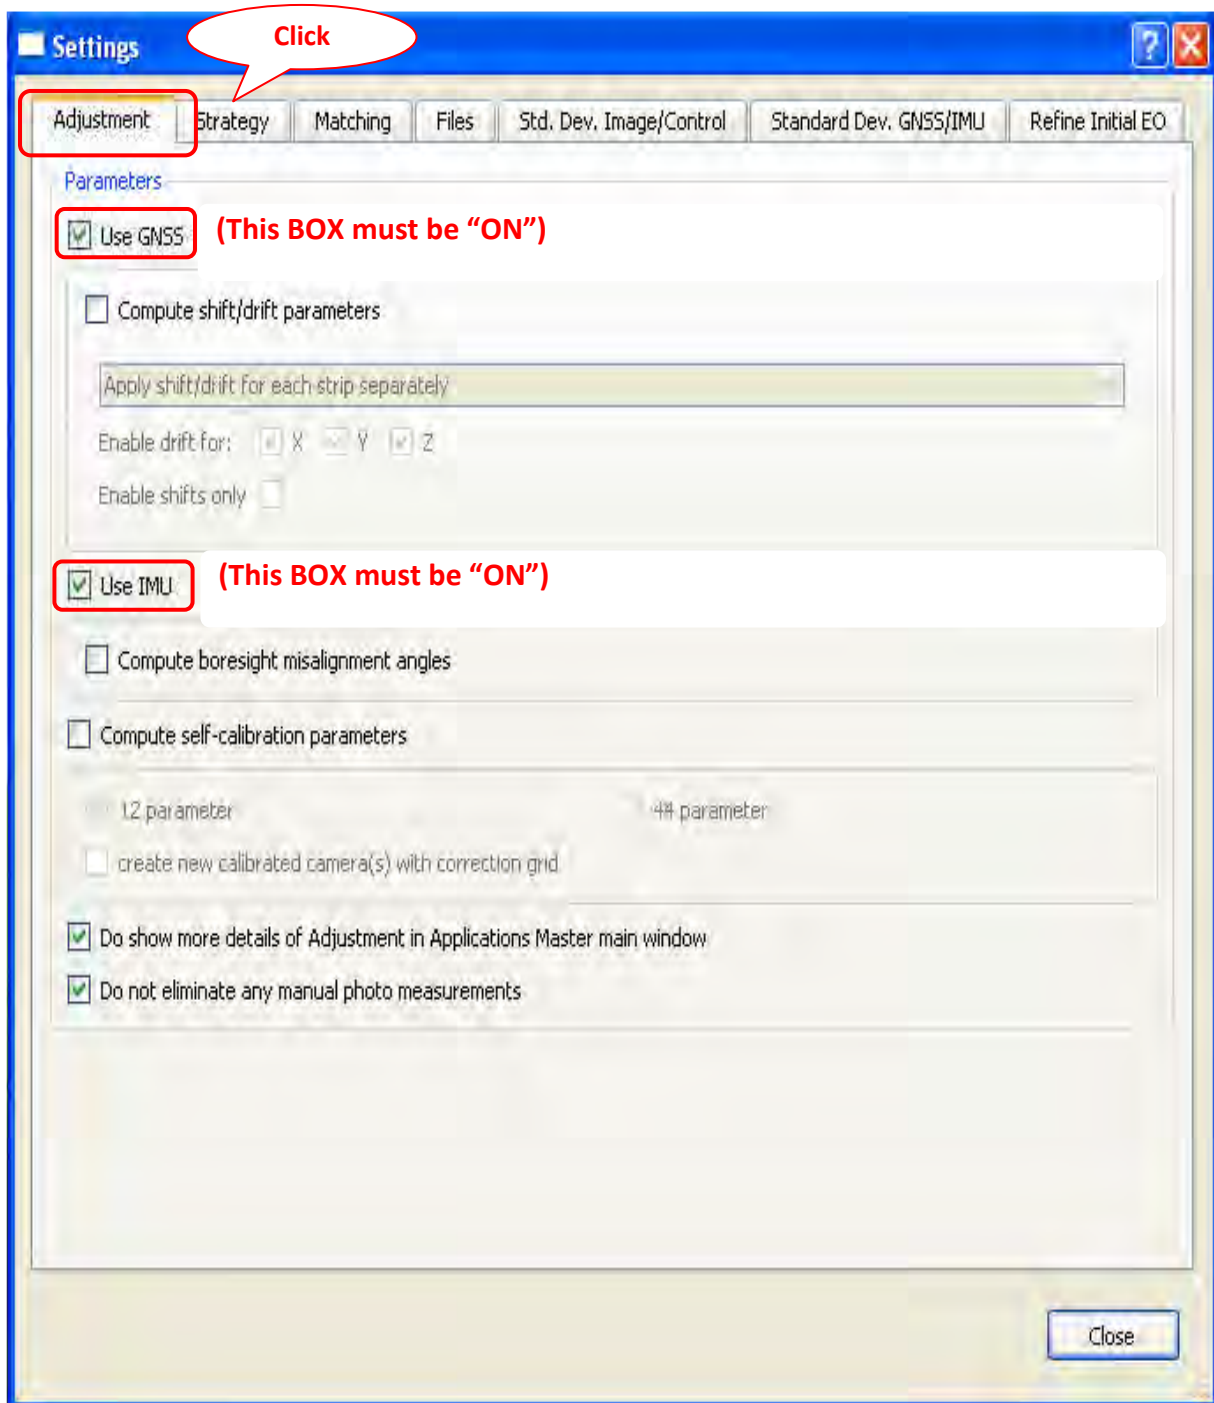 Click
Settings
Adjustment Strategy Matching Files Std. Dev. Image/Control Standard Dev. GNSS/IMU Refine Initial EO
Parameters
Use GNSS (This BOX must be “ON”)
Compute shift/drift parameters
Apply shift/drift for each strip separately
Enable drift for: X Y Z
Enable shifts only
Use IMU (This BOX must be “ON”)
Compute boresight misalignment angles
Compute self-calibration parameters
12 parameter 44 parameter
create new calibrated camera(s) with correction grid
Do show more details of Adjustment in Applications Master main window
Do not eliminate any manual photo measurements
Close